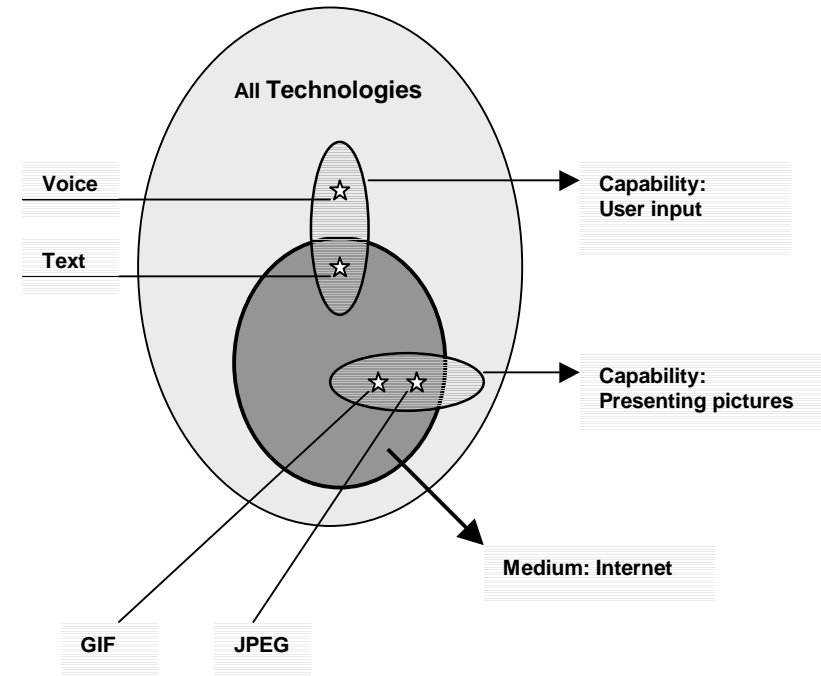 All Technologies
Voice
Capability:
User input
Text
Capability:
Presenting pictures
Medium: Internet
GIF
JPEG